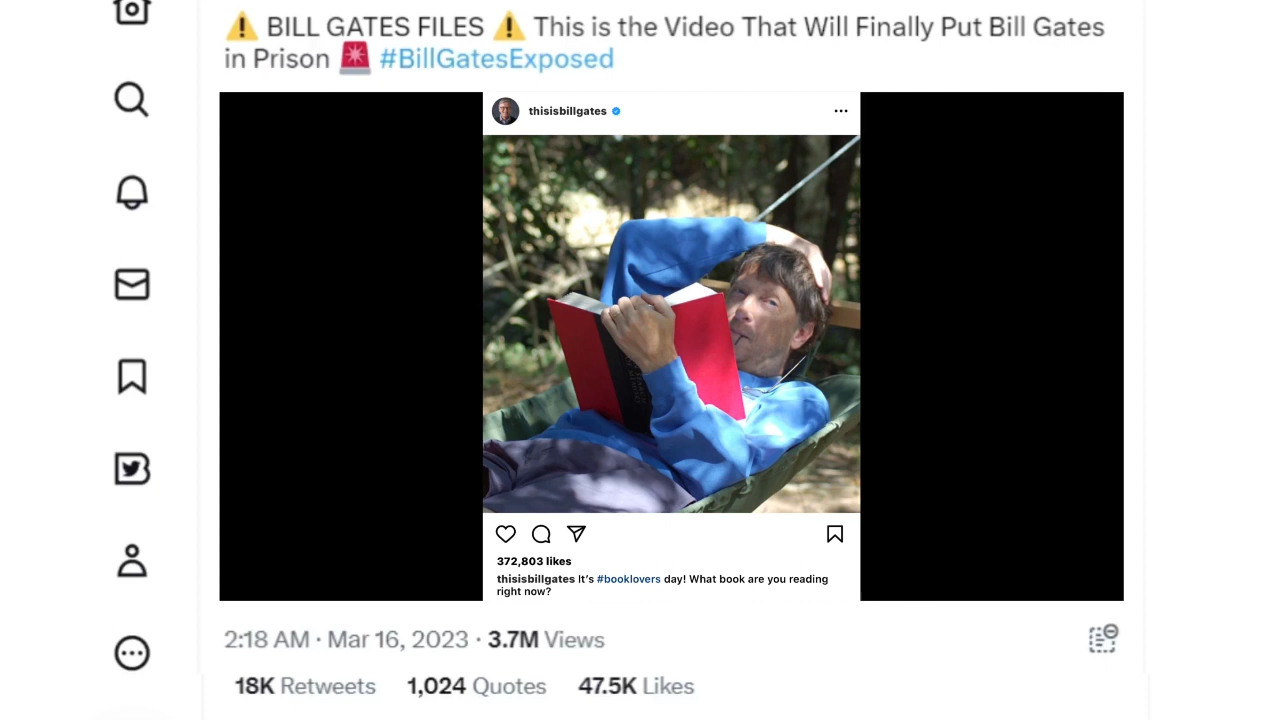 ⚠️ BILL GATES FILES ⚠️ This is the Video That Will Finally Put Bill Gates
in Prison 🚨 #BillGatesExposed
thisisbillgates
372,803 likes
thisisbillgates It's #booklovers day! What book are you reading
right now?
2:18 AM · Mar 16, 2023 · 3.7M Views
18K Retweets 1,024 Quotes 47.5K Likes